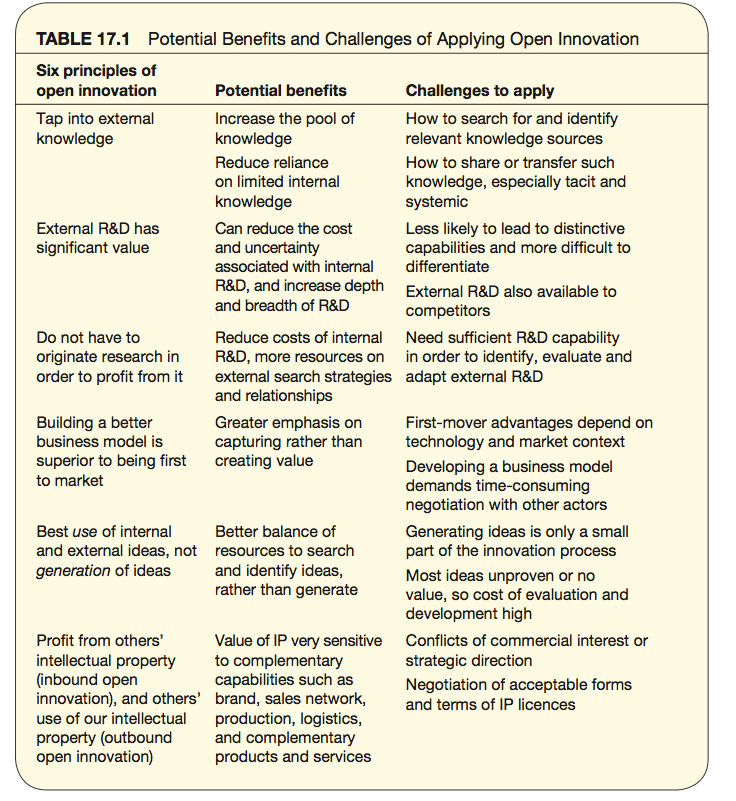 TABLE 17.1 Potential Benefits and Challenges of Applying Open Innovation
Six principles of
open innovation
Potential benefits
Challenges to apply
Tap into external
knowledge
Increase the pool of
knowledge
Reduce reliance
on limited internal
knowledge
How to search for and identify
relevant knowledge sources
How to share or transfer such
knowledge, especially tacit and
systemic
External R&D has
significant value
Can reduce the cost
and uncertainty
associated with internal
R&D, and increase depth
and breadth of R&D
Less likely to lead to distinctive
capabilities and more difficult to
differentiate
External R&D also available to
competitors
Do not have to
originate research in
order to profit from it
Reduce costs of internal
R&D, more resources on
external search strategies
and relationships
Need sufficient R&D capability
in order to identify, evaluate and
adapt external R&D
Building a better
business model is
superior to being first
to market
Greater emphasis on
capturing rather than
creating value
First-mover advantages depend on
technology and market context
Developing a business model
demands time-consuming
negotiation with other actors
Best use of internal
and external ideas, not
generation of ideas
Better balance of
resources to search
and identify ideas,
rather than generate
Generating ideas is only a small
part of the innovation process
Most ideas unproven or no
value, so cost of evaluation and
development high
Profit from others'
intellectual property
(inbound open
innovation), and others'
use of our intellectual
property (outbound
open innovation)
Value of IP very sensitive
to complementary
capabilities such as
brand, sales network,
production, logistics,
and complementary
products and services
Conflicts of commercial interest or
strategic direction
Negotiation of acceptable forms
and terms of IP licences